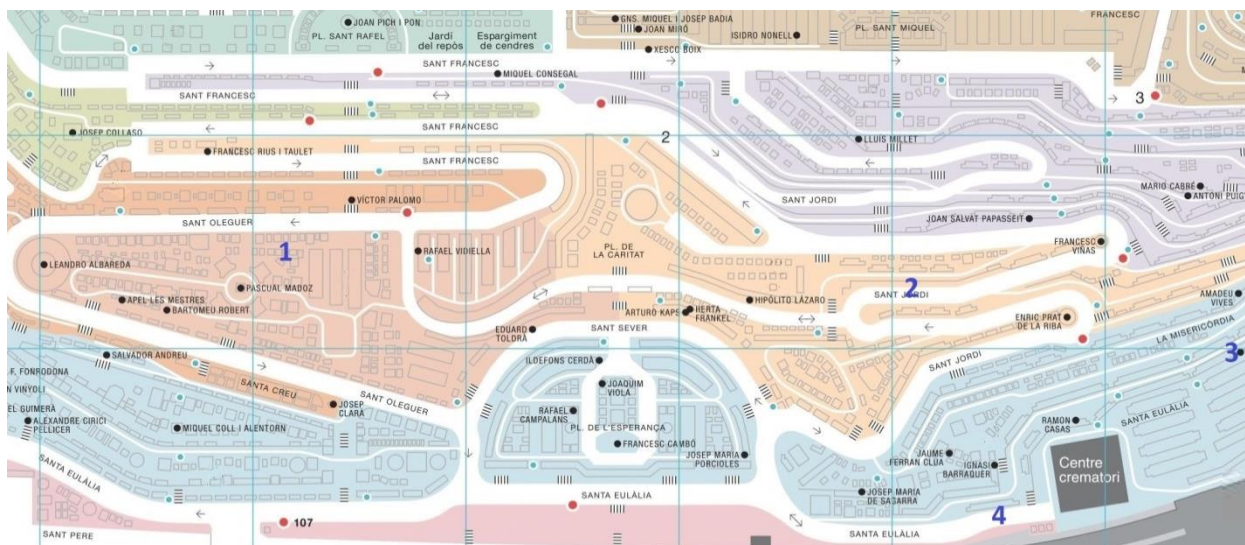 JOAN PICH I PON
PL. SANT RAFEL
Jardí
del repòs
Espargiment
de cendres
GNS. MIQUEL I JOSEP BADIA
JOAN MIRÓ
XESCO BOIX
ISIDRO NONELL
PL. SANT MIQUEL
FRANCESC
SANT FRANCESC
SANT FRANCESC
MIQUEL CONSEGAL
SANT FRANCESC
3
JOSEP COLLASO
SANT FRANCESC
2
LLUIS MILLET
FRANCESC RIUS I TAULET
SANT FRANCESC
VÍCTOR PALOMO
SANT JORDI
MARIO CABRÉ
ANTONI PUIG
SANT OLEGUER
JOAN SALVAT PAPASSEIT
1
RAFAEL VIDIELLA
PL. DE
LA CARITAT
FRANCESC
VIÑAS
LEANDRO ALBAREDA
PASCUAL MADOZ
2
SANT JORDI
APEL·LES MESTRES
BARTOMEU ROBERT
ARTURO KAPS
HERTA
FRANKEL
HIPÓLITO LÁZARO
ENRIC PRAT
DE LA RIBA
AMADEU
VIVES
EDUARD
TOLDRÀ
SANT SEVER
LA MISERICÒRDIA
SALVADOR ANDREU
ILDEFONS CERDÀ
SANT JORDI
3
F. FONFODONA
N VINYOLI
SANTA CREU
JOAQUIM
VIOLA
EL GUIMERÀ
ALEXANDRE CIRICI
PELLICER
JOSEP
CLARÀ
SANT OLEGUER
RAFAEL
CAMPALANS
RAMON
CASAS
SANTA EULÀLIA
MIQUEL COLL I ALENTORN
PL. DE L'ESPERANÇA
FRANCESC CAMBÓ
JOSEP MARIA
PORCIOLES
JAUME
FERRAN CLUA
IGNASI
BARRAQUER
Centre
crematori
SANTA EULÀLIA
JOSEP MARIA
DE SAGARRA
SANTA EULÀLIA
4
107
SANT PERE
SANTA EULÀLIA